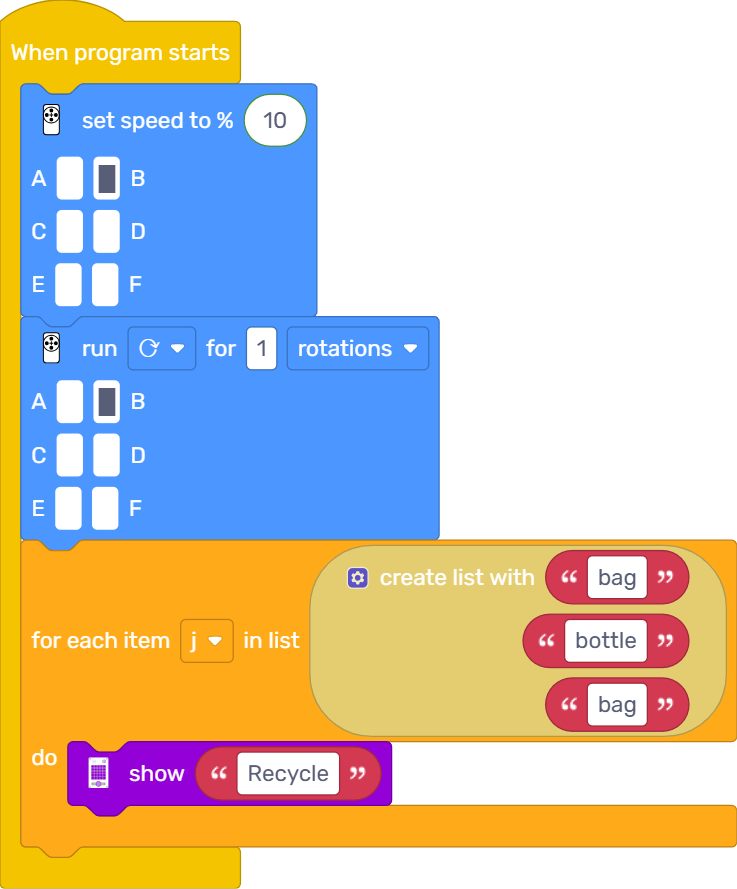 When program starts
set speed to % 10
A B
C D
E F
run for 1 rotations
A B
C D
E F
create list with “ bag ”
for each item j in list “ bottle ”
“ bag ”
do show “ Recycle ”